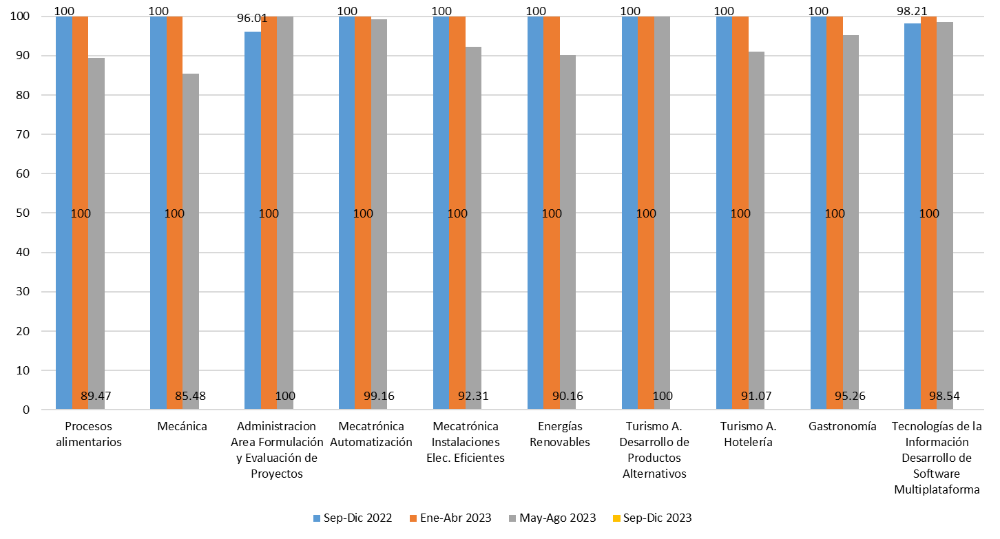 100 100 96.01 100 100 100 100 100 100 98.21
100
90
80
70
60
50
40
30
20
10
0
100 100 100 100 100 100 100 100 100 100
89.47 85.48 100 99.16 92.31 90.16 100 91.07 95.26 98.54
Procesos
alimentarios
Mecánica
Administracion
Area Formulación
y Evaluación de
Proyectos
Mecatrónica
Automatización
Mecatrónica
Instalaciones
Elec. Eficientes
Energías
Renovables
Turismo A.
Desarrollo de
Productos
Alternativos
Turismo A.
Hotelería
Gastronomía
Tecnologías de la
Información
Desarrollo de
Software
Multiplataforma
Sep-Dic 2022 Ene-Abr 2023 May-Ago 2023 Sep-Dic 2023